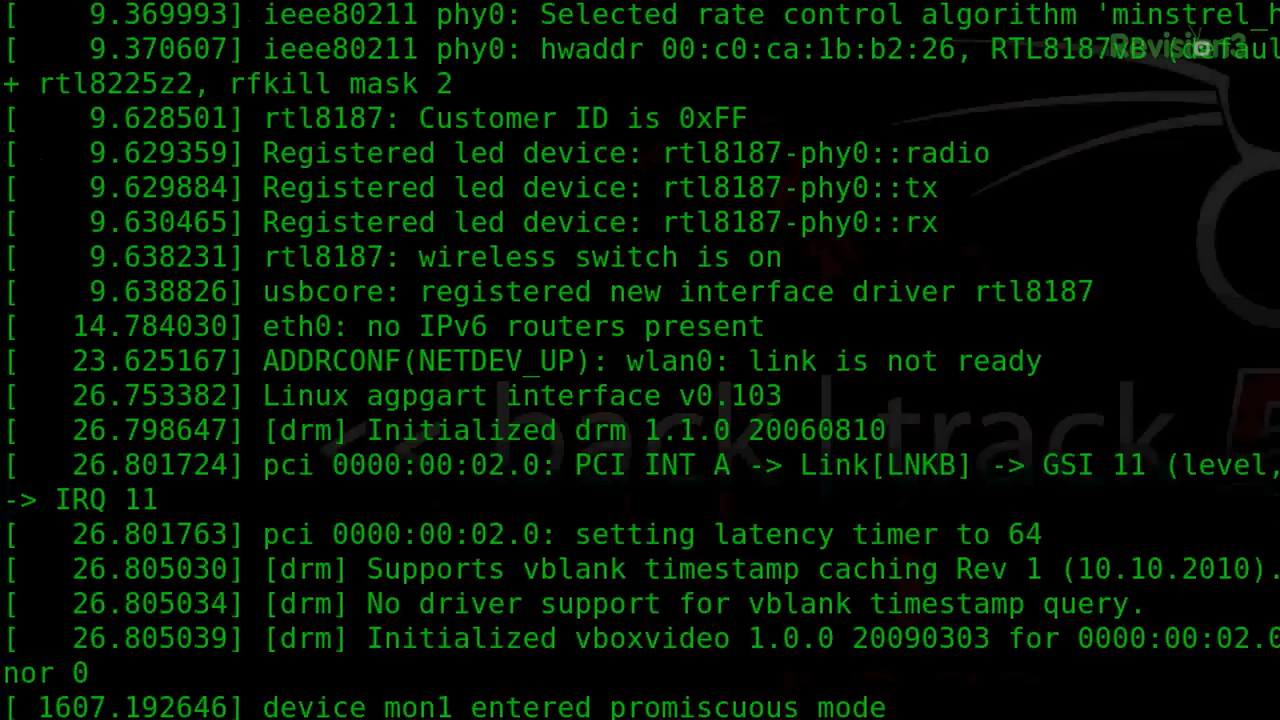 [    9.369993] ieee80211 phy0: Selected rate control algorithm 'minstrel_h
[    9.370607] ieee80211 phy0: hwaddr 00:c0:ca:1b:b2:26, RTL8187vB (defaul
+ rtl8225z2, rfkill mask 2
[    9.628501] rtl8187: Customer ID is 0xFF
[    9.629359] Registered led device: rtl8187-phy0::radio
[    9.629884] Registered led device: rtl8187-phy0::tx
[    9.630465] Registered led device: rtl8187-phy0::rx
[    9.638231] rtl8187: wireless switch is on
[    9.638826] usbcore: registered new interface driver rtl8187
[   14.784030] eth0: no IPv6 routers present
[   23.625167] ADDRCONF(NETDEV_UP): wlan0: link is not ready
[   26.753382] Linux agpgart interface v0.103
[   26.798647] [drm] Initialized drm 1.1.0 20060810
[   26.801724] pci 0000:00:02.0: PCI INT A -> Link[LNKB] -> GSI 11 (level,
-> IRQ 11
[   26.801763] pci 0000:00:02.0: setting latency timer to 64
[   26.805030] [drm] Supports vblank timestamp caching Rev 1 (10.10.2010).
[   26.805034] [drm] No driver support for vblank timestamp query.
[   26.805039] [drm] Initialized vboxvideo 1.0.0 20090303 for 0000:00:02.0
nor 0
[ 1607.192646] device mon1 entered promiscuous mode
Revision3
<< back | track 5